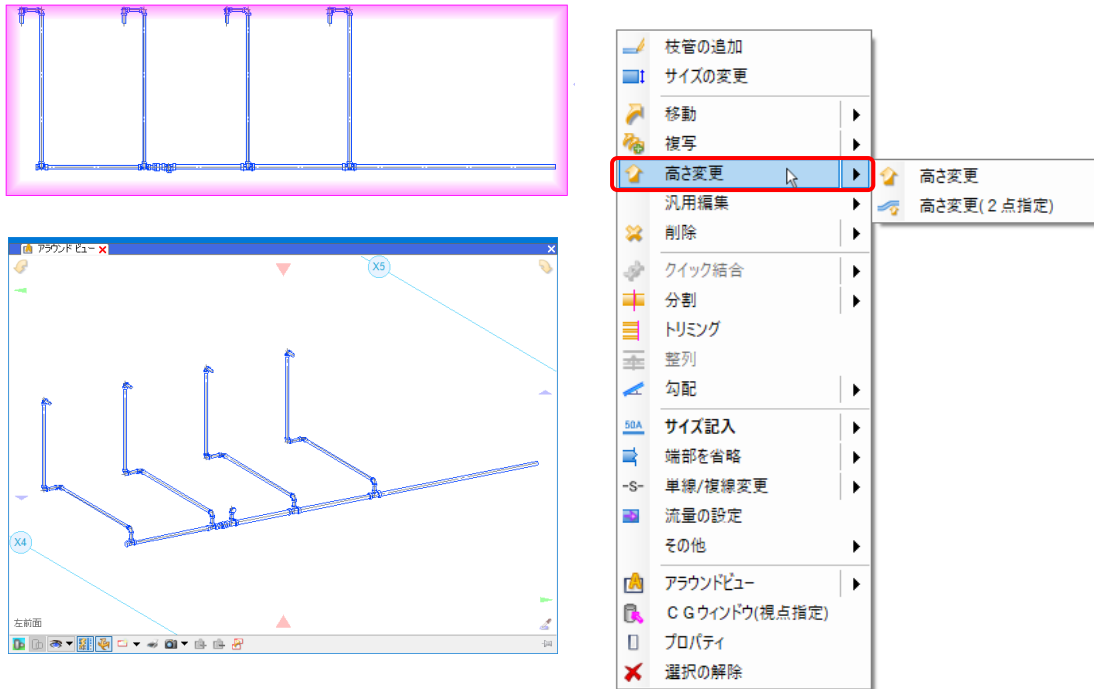 枝管の追加
サイズの変更
移動
複写
高さ変更
高さ変更
高さ変更(２点指定)
汎用編集
削除
クイック結合
分割
トリミング
整列
勾配
50A サイズ記入
端部を省略
-S- 単線/複線変更
流量の設定
その他
アラウンドビュー
ＣＧウィンドウ(視点指定)
プロパティ
選択の解除
アラウンド ビュー
X5
X4
左前面